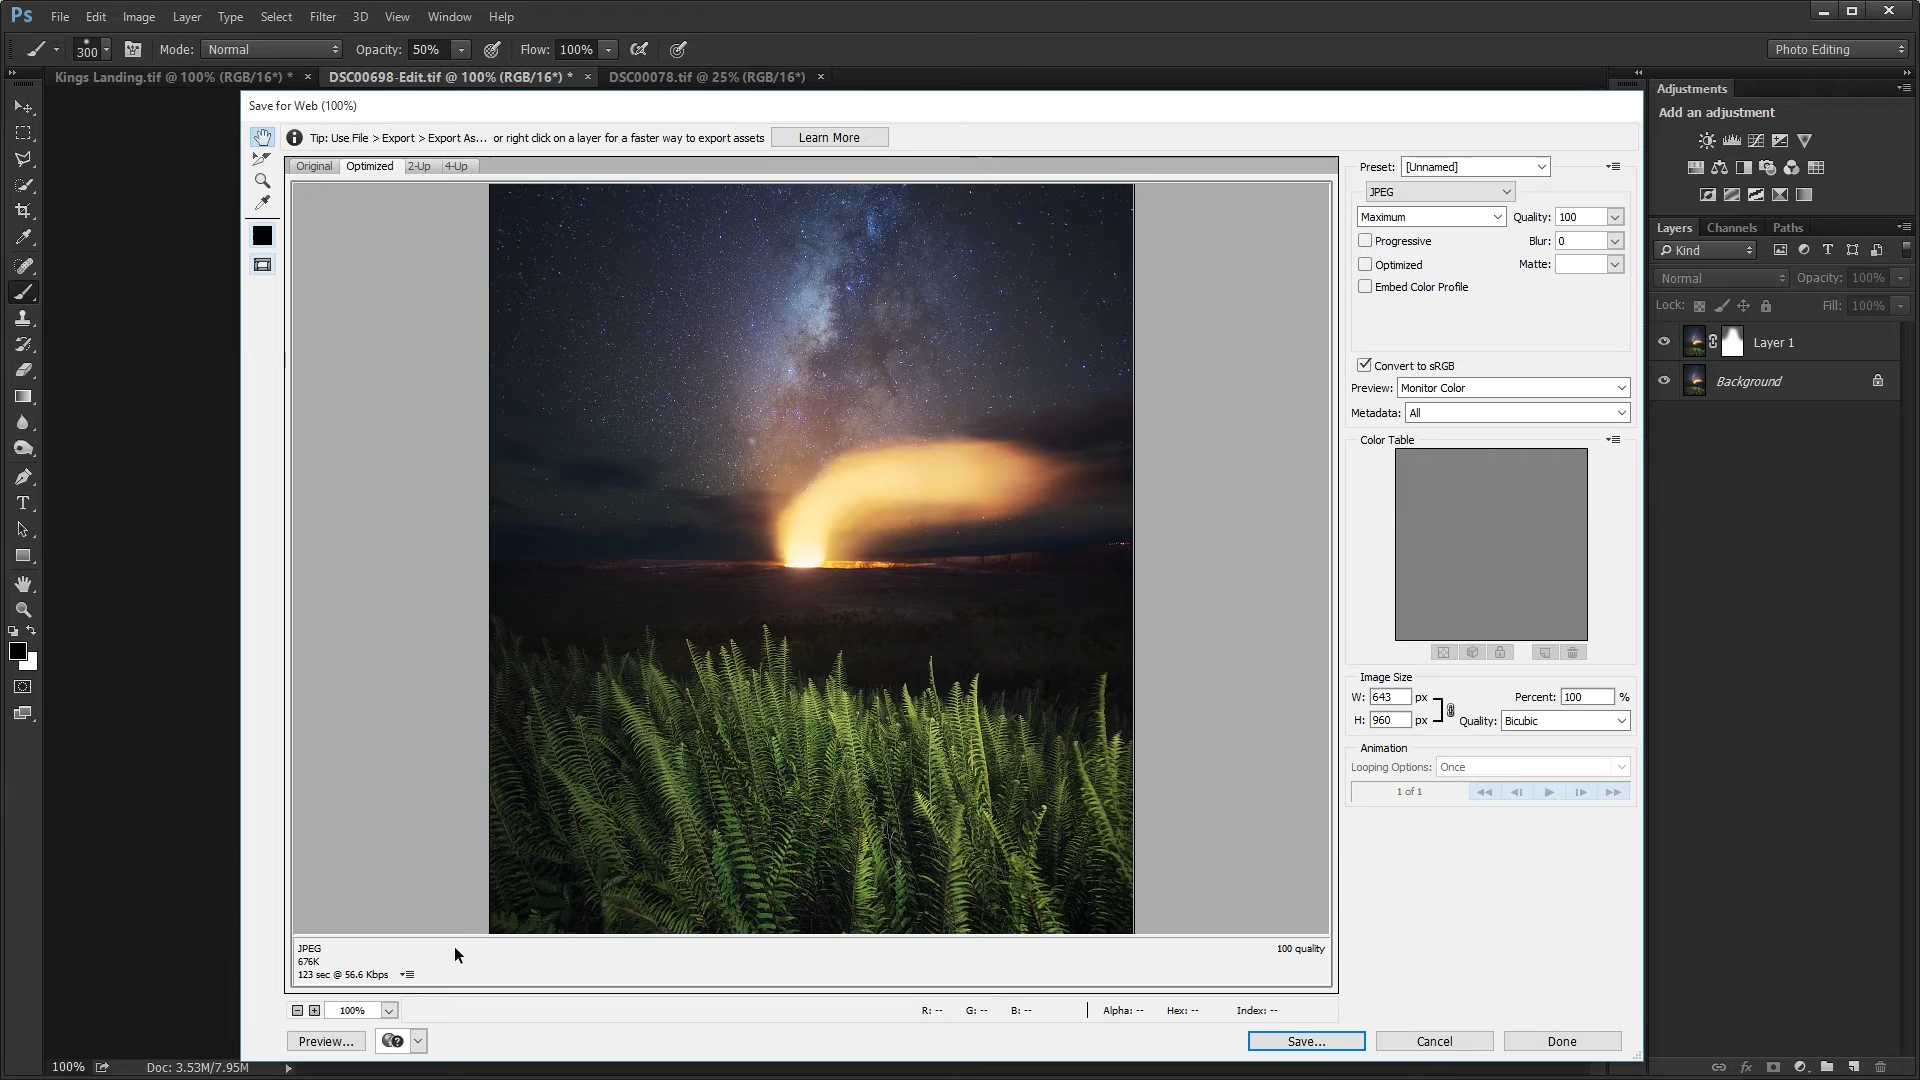 Ps File Edit Image Layer Type Select Filter 3D View Window Help
300 Mode: Normal Opacity: 50% Flow: 100% Photo Editing
Kings Landing.tif @ 100% (RGB/16*) * × DSC00698-Edit.tif @ 100% (RGB/16*) * × DSC00078.tif @ 25% (RGB/16*) ×
Save for Web (100%)
Tip: Use File > Export > Export As... or right click on a layer for a faster way to export assets Learn More
Original Optimized 2-Up 4-Up
Preset: [Unnamed]
JPEG
Maximum Quality: 100
Progressive Blur: 0
Optimized Matte:
Embed Color Profile
Convert to sRGB
Preview: Monitor Color
Metadata: All
Color Table
Image Size
W: 643 px Percent: 100 %
H: 960 px Quality: Bicubic
Animation
Looping Options: Once
1 of 1
JPEG 100 quality
676K
123 sec @ 56.6 Kbps
100% R: -- G: -- B: -- Alpha: -- Hex: -- Index: --
Preview... Save... Cancel Done
100% Doc: 3.53M/7.95M
Adjustments
Add an adjustment
Layers Channels Paths
Kind
Normal Opacity: 100%
Lock: Fill: 100%
Layer 1
Background